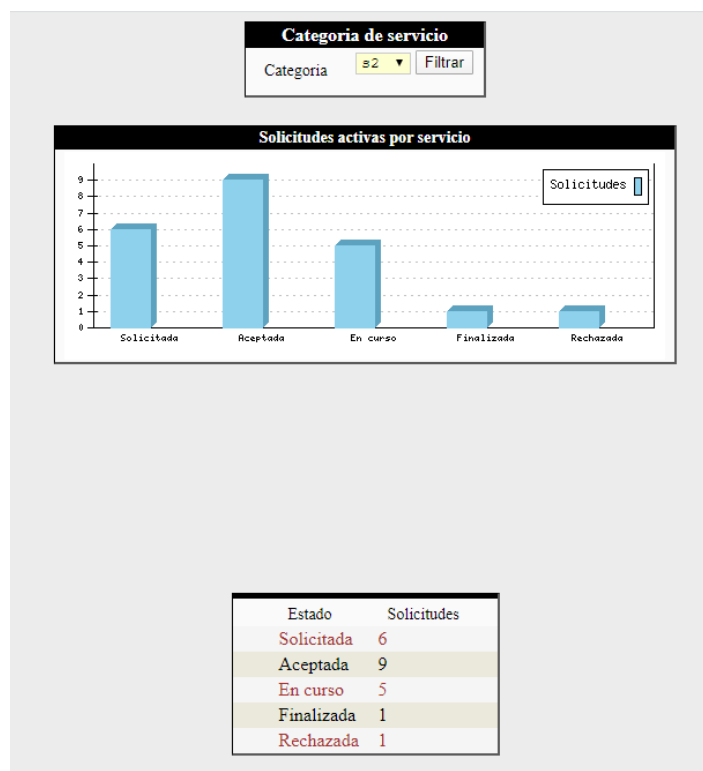 Categoria de servicio
Categoria s2 ▼ Filtrar
Solicitudes activas por servicio
Solicitudes
9
8
7
6
5
4
3
2
1
0
Solicitada Aceptada En curso Finalizada Rechazada
Estado Solicitudes
Solicitada 6
Aceptada 9
En curso 5
Finalizada 1
Rechazada 1